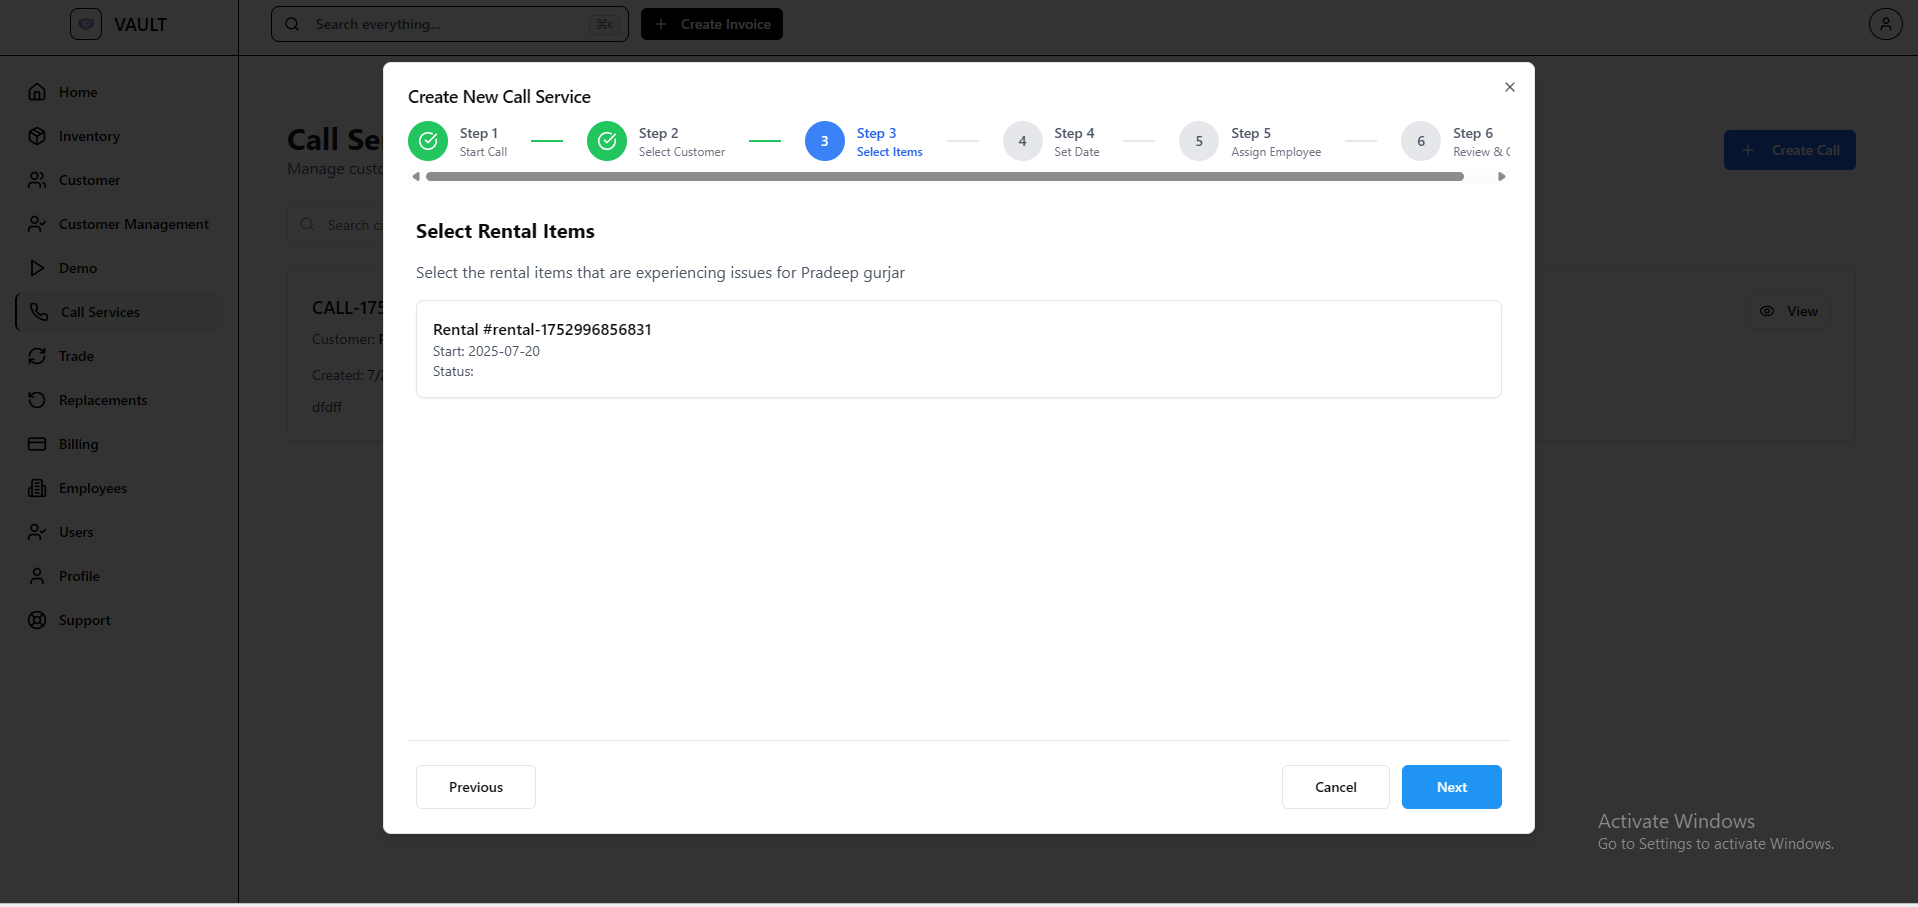 VAULT
Search everything...
⌘K
Create Invoice
Home
Inventory
Customer
Customer Management
Demo
Call Services
Trade
Replacements
Billing
Employees
Users
Profile
Support
Call Se
Manage custo
Create Call
Search ca
CALL-175
Customer:
Created: 7/2
dfdff
View
Create New Call Service
Step 1
Start Call
Step 2
Select Customer
3
Step 3
Select Items
4
Step 4
Set Date
5
Step 5
Assign Employee
6
Step 6
Review &
Select Rental Items
Select the rental items that are experiencing issues for Pradeep gurjar
Rental #rental-1752996856831
Start: 2025-07-20
Status:
Previous
Cancel
Next
Activate Windows
Go to Settings to activate Windows.